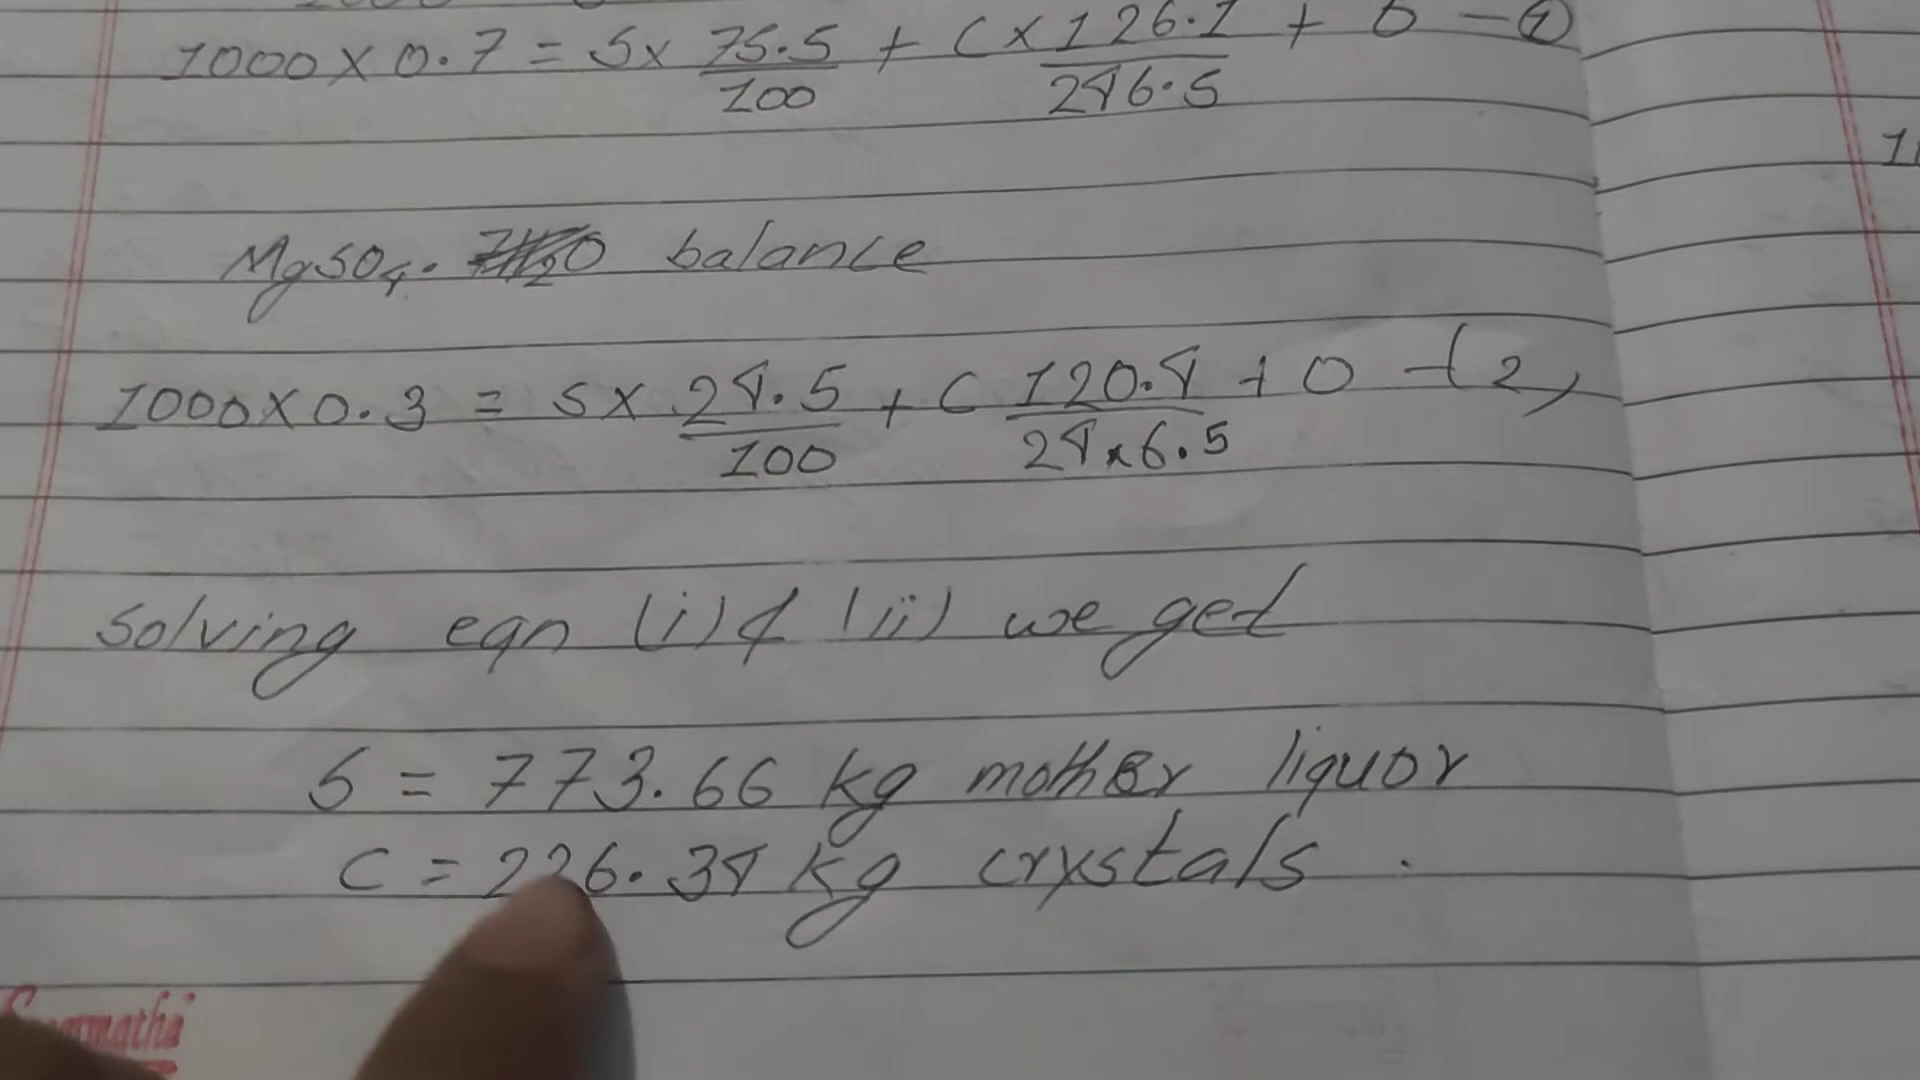 1000 x 0.7 = S x 75.5/100 + C x 126.1/246.5 + 0 - 1
MgSO4. balance
1000 x 0.3 = S x 24.5/100 + C 120.4/24x6.5 + 0 - (2)
Solving eqn (i) & (ii) we get
S = 773.66 kg mother liquor
C = 226.34 kg crystals.